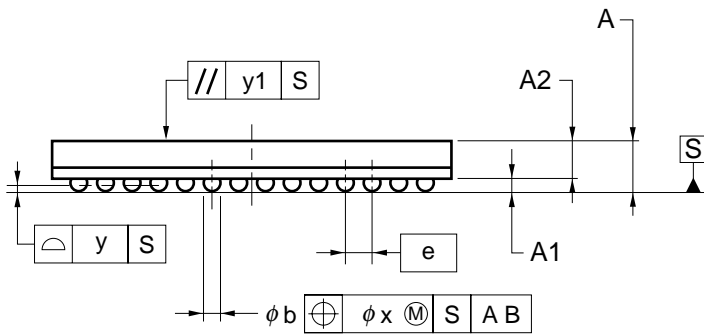 A
A2
// y1 S
S
⌓ y S
e
A1
ϕb ⌖ ϕx Ⓜ S A B